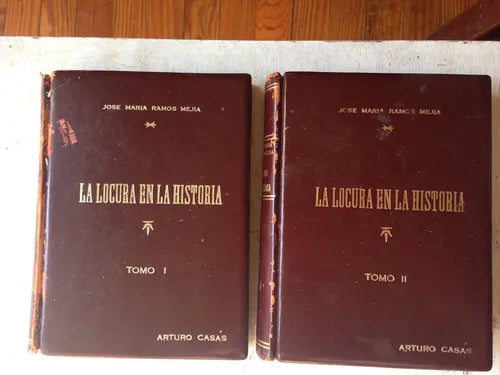 JOSE MARIA RAMOS MEJIA
LA LOCURA EN LA HISTORIA
TOMO I
ARTURO CASAS
JOSE MARIA RAMOS MEJIA
LA LOCURA EN LA HISTORIA
TOMO II
ARTURO CASAS